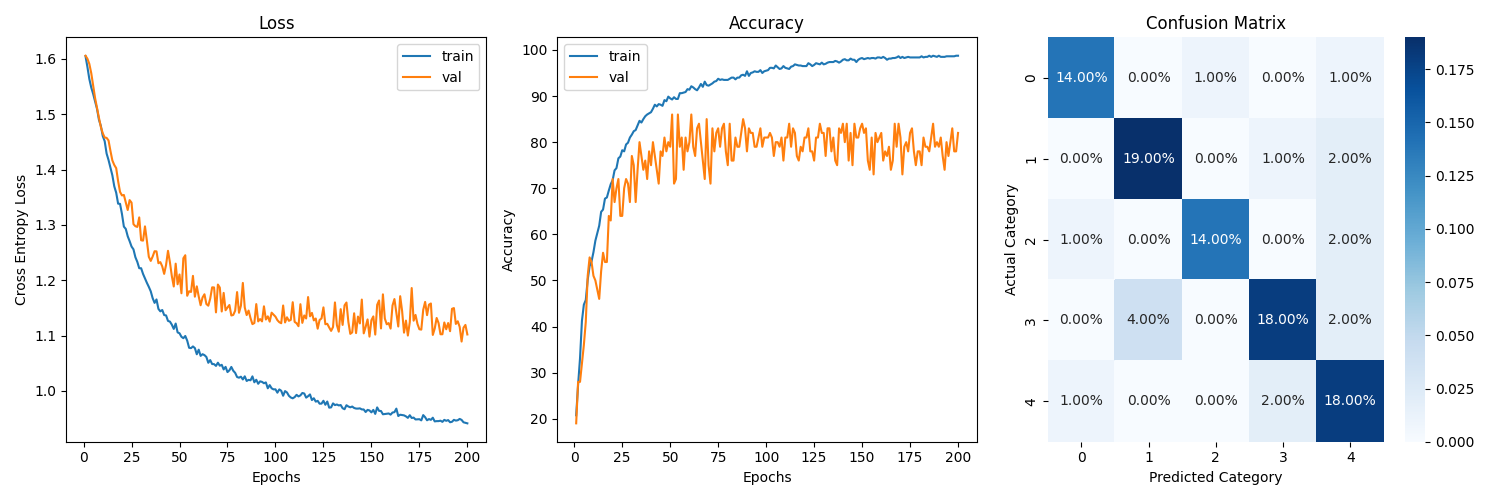 Loss
Cross Entropy Loss
1.6
1.5
1.4
1.3
1.2
1.1
1.0
train
val
0 25 50 75 100 125 150 175 200
Epochs
Accuracy
Accuracy
100
90
80
70
60
50
40
30
20
train
val
0 25 50 75 100 125 150 175 200
Epochs
Confusion Matrix
Actual Category
0 14.00% 0.00% 1.00% 0.00% 1.00%
1 0.00% 19.00% 0.00% 1.00% 2.00%
2 1.00% 0.00% 14.00% 0.00% 2.00%
3 0.00% 4.00% 0.00% 18.00% 2.00%
4 1.00% 0.00% 0.00% 2.00% 18.00%
0 1 2 3 4
Predicted Category
0.175
0.150
0.125
0.100
0.075
0.050
0.025
0.000